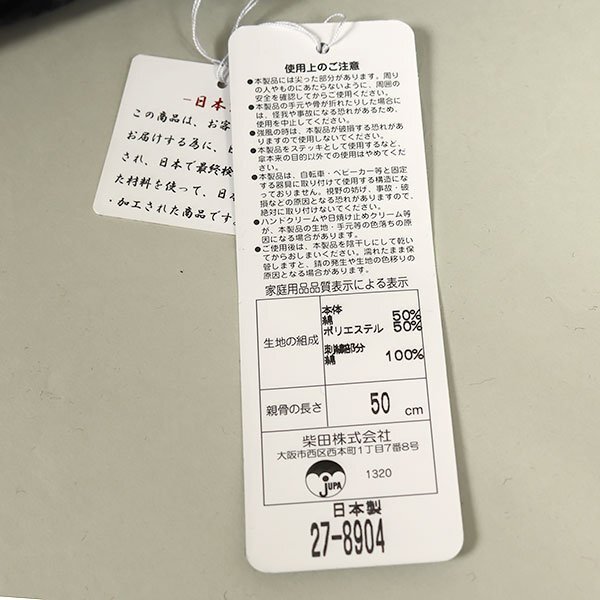 使用上のご注意
●本製品には尖った部分があります。周り
の人やものにあたらないように、周囲の
安全を確認してからご使用ください。
●本製品の手元や骨が折れたりした場合に
は、怪我や事故になる恐れがあるため、
使用を中止してください。
●強風の時は、本製品が破損する恐れがあ
りますので使用しないでください。
●本製品をステッキとして使用するなど、
傘本来の目的以外での使用はやめてくだ
さい。
●本製品は、自転車・ベビーカー等と固定
する器具に取り付けて使用する構造にな
っておりません。視野の妨げ、事故・破
損などの原因となる恐れがありますので、
絶対に取り付けないでください。
●ハンドクリームや日焼け止めクリーム等
が、本製品の生地・手元等の色落ちの原
因になる場合があります。
●ご使用後は、本製品を陰干しにして乾い
てからおしまいください。濡れたまま保
管しますと、錆の発生や生地の色移りの
原因となる場合があります。
家庭用品品質表示による表示
生地の組成
本体
綿 50%
ポリエステル 50%
刺繍部分
綿 100%
親骨の長さ 50 cm
柴田株式会社
大阪市西区西本町1丁目7番8号
JUPA
1320
日本製
27-8904
－日本
この商品は、お客
お届けする為に、
され、日本で最終検
た材料を使って、日本
・加工された商品です。